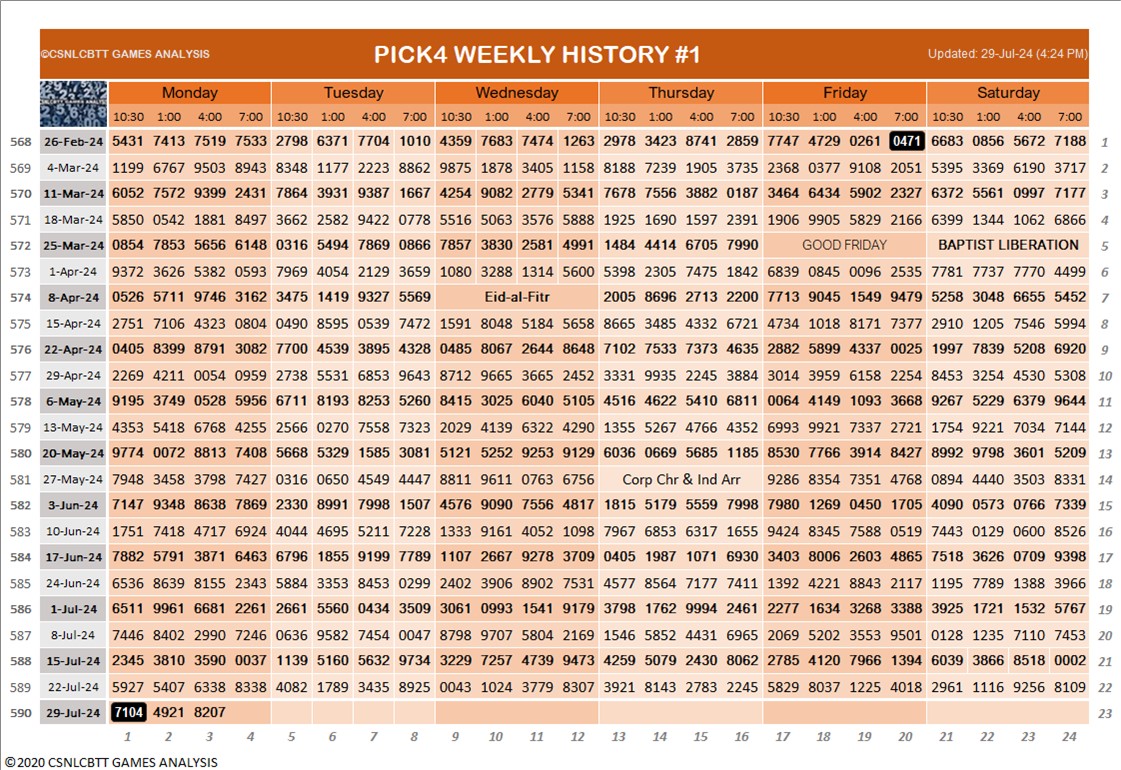 ©CSNLCBTT GAMES ANALYSIS PICK4 WEEKLY HISTORY #1 Updated: 29-Jul-24 (4:24 PM)
Monday Tuesday Wednesday Thursday Friday Saturday
10:30 1:00 4:00 7:00 10:30 1:00 4:00 7:00 10:30 1:00 4:00 7:00 10:30 1:00 4:00 7:00 10:30 1:00 4:00 7:00 10:30 1:00 4:00 7:00
568 26-Feb-24 5431 7413 7519 7533 2798 6371 7704 1010 4359 7683 7474 1263 2978 3423 8741 2859 7747 4729 0261 0471 6683 0856 5672 7188 1
569 4-Mar-24 1199 6767 9503 8943 8348 1177 2223 8862 9875 1878 3405 1158 8188 7239 1905 3735 2368 0377 9108 2051 5395 3369 6190 3717 2
570 11-Mar-24 6052 7572 9399 2431 7864 3931 9387 1667 4254 9082 2779 5341 7678 7556 3882 0187 3464 6434 5902 2327 6372 5561 0997 7177 3
571 18-Mar-24 5850 0542 1881 8497 3662 2582 9422 0778 5516 5063 3576 5888 1925 1690 1597 2391 1906 9905 5829 2166 6399 1344 1062 6866 4
572 25-Mar-24 0854 7853 5656 6148 0316 5494 7869 0866 7857 3830 2581 4991 1484 4414 6705 7990 GOOD FRIDAY BAPTIST LIBERATION 5
573 1-Apr-24 9372 3626 5382 0593 7969 4054 2129 3659 1080 3288 1314 5600 5398 2305 7475 1842 6839 0845 0096 2535 7781 7737 7770 4499 6
574 8-Apr-24 0526 5711 9746 3162 3475 1419 9327 5569 Eid-al-Fitr 2005 8696 2713 2200 7713 9045 1549 9479 5258 3048 6655 5452 7
575 15-Apr-24 2751 7106 4323 0804 0490 8595 0539 7472 1591 8048 5184 5658 8665 3485 4332 6721 4734 1018 8171 7377 2910 1205 7546 5994 8
576 22-Apr-24 0405 8399 8791 3082 7700 4539 3895 4328 0485 8067 2644 8648 7102 7533 7373 4635 2882 5899 4337 0025 1997 7839 5208 6920 9
577 29-Apr-24 2269 4211 0054 0959 2738 5531 6853 9643 8712 9665 3665 2452 3331 9935 2245 3884 3014 3959 6158 2254 8453 3254 4530 5308 10
578 6-May-24 9195 3749 0528 5956 6711 8193 8253 5260 8415 3025 6040 5105 4516 4622 5410 6811 0064 4149 1093 3668 9267 5229 6379 9644 11
579 13-May-24 4353 5418 6768 4255 2566 0270 7558 7323 2029 4139 6322 4290 1355 5267 4766 4352 6993 9921 7337 2721 1754 9221 7034 7144 12
580 20-May-24 9774 0072 8813 7408 5668 5329 1585 3081 5121 5252 9253 9129 6036 0669 5685 1185 8530 7766 3914 8427 8992 9798 3601 5209 13
581 27-May-24 7948 3458 3798 7427 0316 0650 4549 4447 8811 9611 0763 6756 Corp Chr & Ind Arr 9286 8354 7351 4768 0894 4440 3503 8331 14
582 3-Jun-24 7147 9348 8638 7869 2330 8991 7998 1507 4576 9090 7556 4817 1815 5179 5559 7998 7980 1269 0450 1705 4090 0573 0766 7339 15
583 10-Jun-24 1751 7418 4717 6924 4044 4695 5211 7228 1333 9161 4052 1098 7967 6853 6317 1655 9424 8345 7588 0519 7443 0129 0600 8526 16
584 17-Jun-24 7882 5791 3871 6463 6796 1855 9199 7789 1107 2667 9278 3709 0405 1987 1071 6930 3403 8006 2603 4865 7518 3626 0709 9398 17
585 24-Jun-24 6536 8639 8155 2343 5884 3353 8453 0299 2402 3906 8902 7531 4577 8564 7177 7411 1392 4221 8843 2117 1195 7789 1388 3966 18
586 1-Jul-24 6511 9961 6681 2261 2661 5560 0434 3509 3061 0993 1541 9179 3798 1762 9994 2461 2277 1634 3268 3388 3925 1721 1532 5767 19
587 8-Jul-24 7446 8402 2990 7246 0636 9582 7454 0047 8798 9707 5804 2169 1546 5852 4431 6965 2069 5202 3553 9501 0128 1235 7110 7453 20
588 15-Jul-24 2345 3810 3590 0037 1139 5160 5632 9734 3229 7257 4739 9473 4259 5079 2430 8062 2785 4120 7966 1394 6039 3866 8518 0002 21
589 22-Jul-24 5927 5407 6338 8338 4082 1789 3435 8925 0043 1024 3779 8307 3921 8143 2783 2245 5829 8037 1225 4018 2961 1116 9256 8109 22
590 29-Jul-24 7104 4921 8207 23
1 2 3 4 5 6 7 8 9 10 11 12 13 14 15 16 17 18 19 20 21 22 23 24
©2020 CSNLCBTT GAMES ANALYSIS